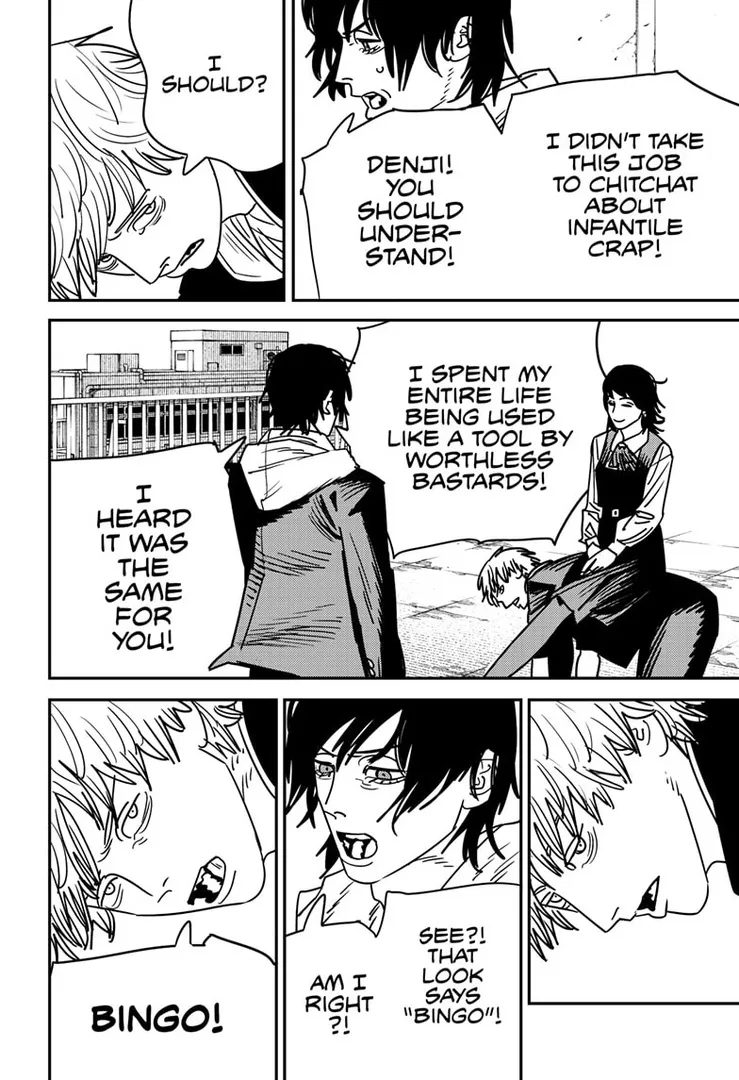 I DIDN'T TAKE
THIS JOB
TO CHITCHAT
ABOUT
INFANTILE
CRAP!
DENJI!
YOU
SHOULD
UNDER-
STAND!
I
SHOULD?
I SPENT MY
ENTIRE LIFE
BEING USED
LIKE A TOOL BY
WORTHLESS
BASTARDS!
I
HEARD
IT WAS
THE
SAME
FOR
YOU!
SEE?!
THAT
LOOK
SAYS
"BINGO"!
AM I
RIGHT
?!
BINGO!